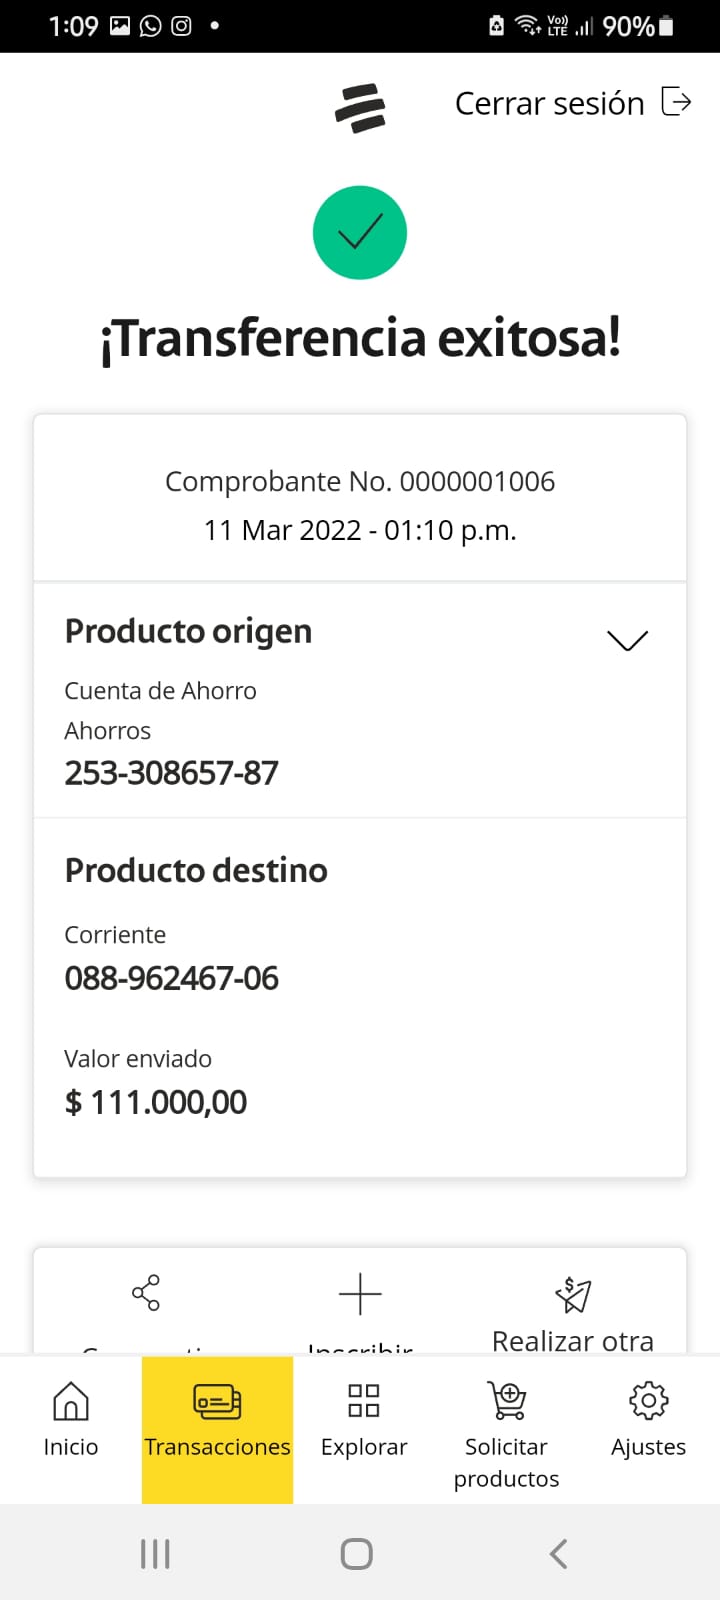 1:09
Vo))
LTE
90%
Cerrar sesión
¡Transferencia exitosa!
Comprobante No. 0000001006
11 Mar 2022 - 01:10 p.m.
Producto origen
Cuenta de Ahorro
Ahorros
253-308657-87
Producto destino
Corriente
088-962467-06
Valor enviado
$ 111.000,00
Inscribir
Realizar otra
Inicio
Transacciones
Explorar
Solicitar
productos
Ajustes